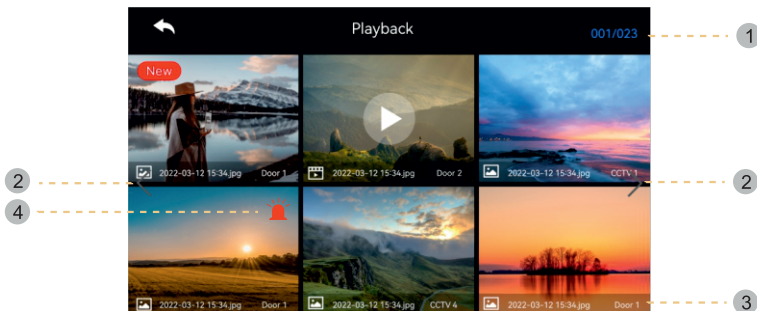 Playback
001/023
1
New
2022-03-12 15:34.jpg Door 1
2022-03-12 15:34.jpg Door 2
2022-03-12 15:34.jpg CCTV 1
2
2
4
2022-03-12 15:34.jpg Door 1
2022-03-12 15:34.jpg CCTV 4
2022-03-12 15:34.jpg Door 1
3